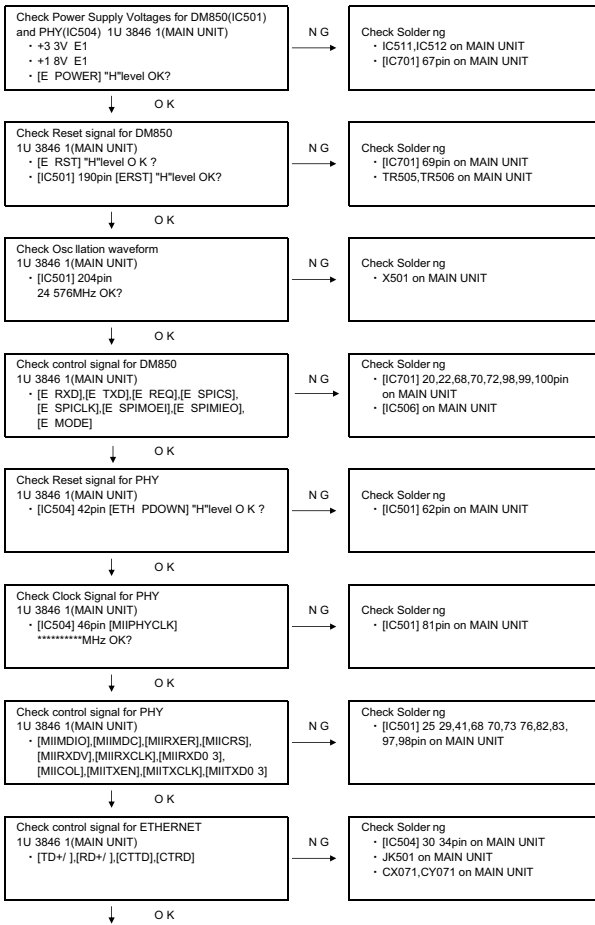 Check Power Supply Voltages for DM850(IC501)
and PHY(IC504) 1U 3846 1(MAIN UNIT)
・ +3 3V E1
・ +1 8V E1
・ [E POWER] "H"level OK?
N G
Check Solder ng
・ IC511,IC512 on MAIN UNIT
・ [IC701] 67pin on MAIN UNIT
O K
Check Reset signal for DM850
1U 3846 1(MAIN UNIT)
・ [E RST] "H"level O K ?
・ [IC501] 190pin [ERST] "H"level OK?
N G
Check Solder ng
・ [IC701] 69pin on MAIN UNIT
・ TR505,TR506 on MAIN UNIT
O K
Check Osc llation waveform
1U 3846 1(MAIN UNIT)
・ [IC501] 204pin
24 576MHz OK?
N G
Check Solder ng
・ X501 on MAIN UNIT
O K
Check control signal for DM850
1U 3846 1(MAIN UNIT)
・ [E RXD],[E TXD],[E REQ],[E SPICS],
[E SPICLK],[E SPIMOEI],[E SPIMIEO],
[E MODE]
N G
Check Solder ng
・ [IC701] 20,22,68,70,72,98,99,100pin
on MAIN UNIT
・ [IC506] on MAIN UNIT
O K
Check Reset signal for PHY
1U 3846 1(MAIN UNIT)
・ [IC504] 42pin [ETH PDOWN] "H"level O K ?
N G
Check Solder ng
・ [IC501] 62pin on MAIN UNIT
O K
Check Clock Signal for PHY
1U 3846 1(MAIN UNIT)
・ [IC504] 46pin [MIIPHYCLK]
**********MHz OK?
N G
Check Solder ng
・ [IC501] 81pin on MAIN UNIT
O K
Check control signal for PHY
1U 3846 1(MAIN UNIT)
・ [MIIMDIO],[MIIMDC],[MIIRXER],[MIICRS],
[MIIRXDV],[MIIRXCLK],[MIIRXD0 3],
[MIICOL],[MIITXEN],[MIITXCLK],[MIITXD0 3]
N G
Check Solder ng
・ [IC501] 25 29,41,68 70,73 76,82,83,
97,98pin on MAIN UNIT
O K
Check control signal for ETHERNET
1U 3846 1(MAIN UNIT)
・ [TD+/ ],[RD+/ ],[CTTD],[CTRD]
N G
Check Solder ng
・ [IC504] 30 34pin on MAIN UNIT
・ JK501 on MAIN UNIT
・ CX071,CY071 on MAIN UNIT
O K